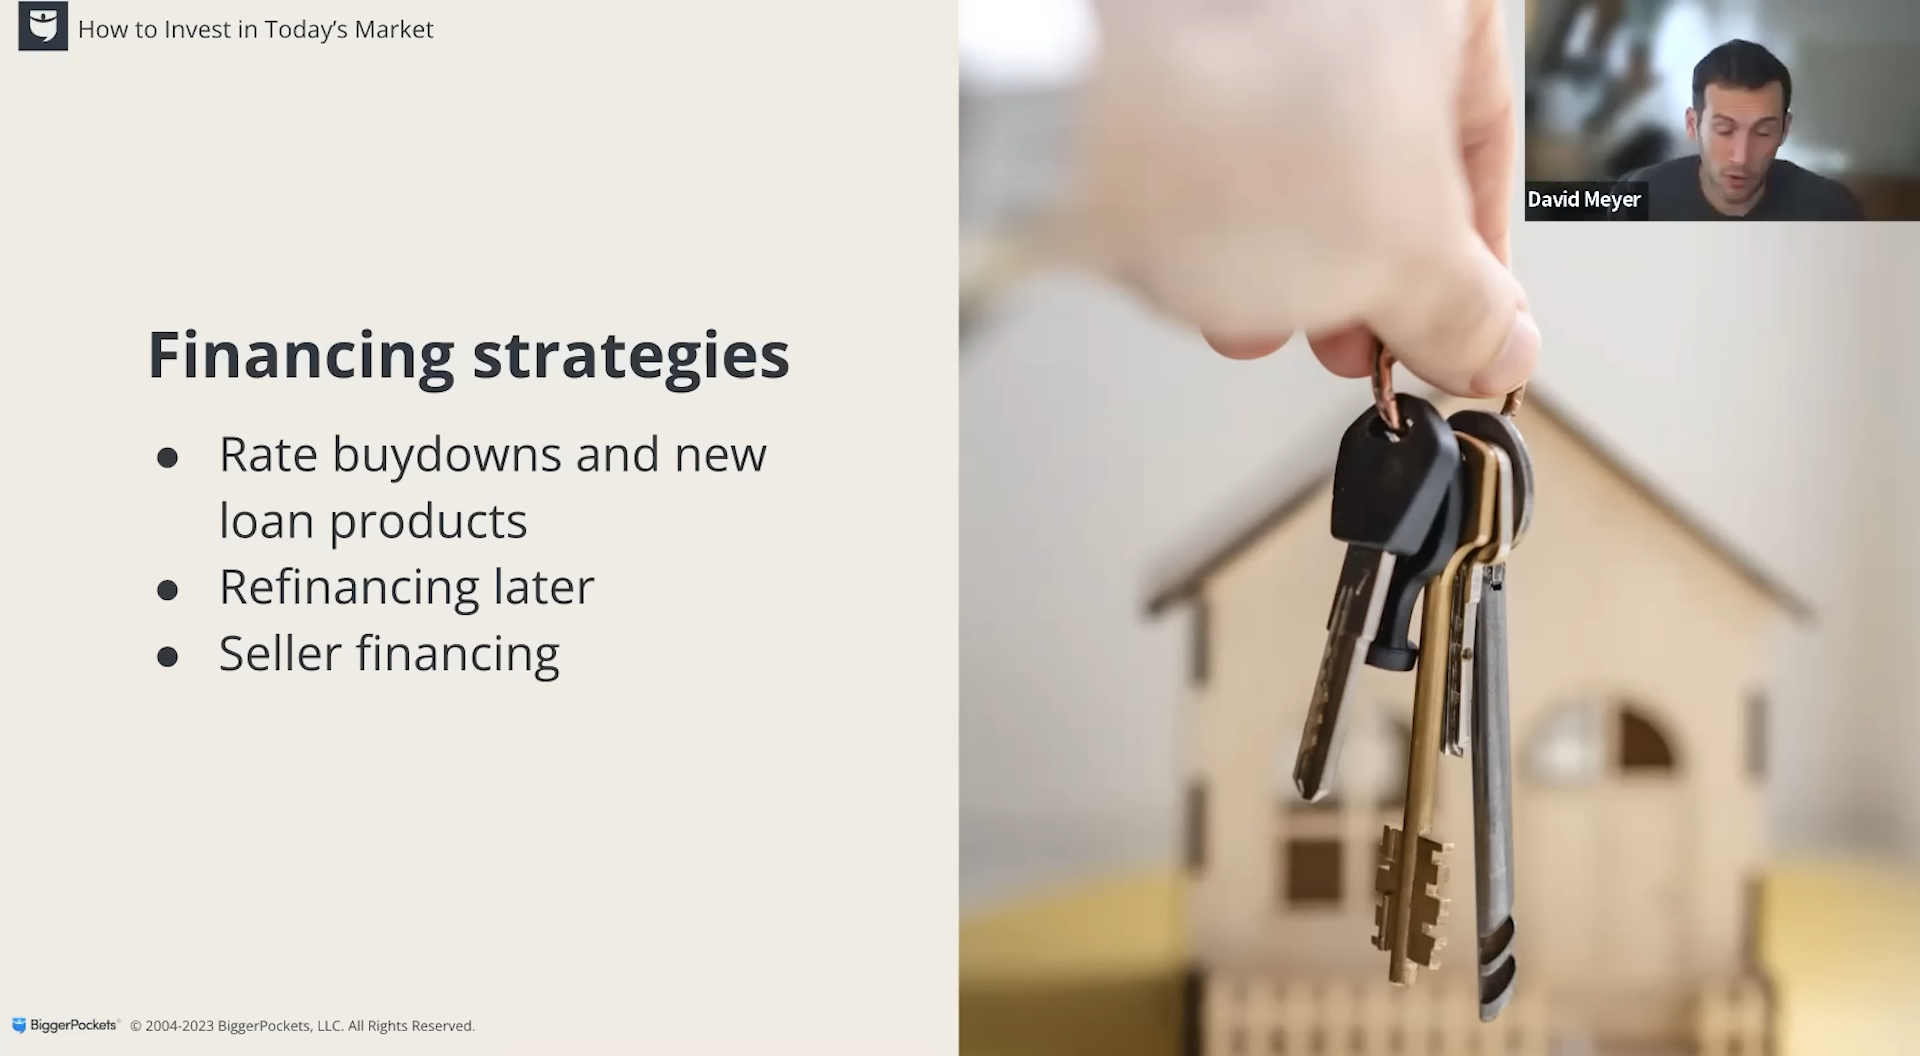 How to Invest in Today’s Market
David Meyer
Financing strategies
● Rate buydowns and new
loan products
● Refinancing later
● Seller financing
BiggerPockets® © 2004-2023 BiggerPockets, LLC. All Rights Reserved.